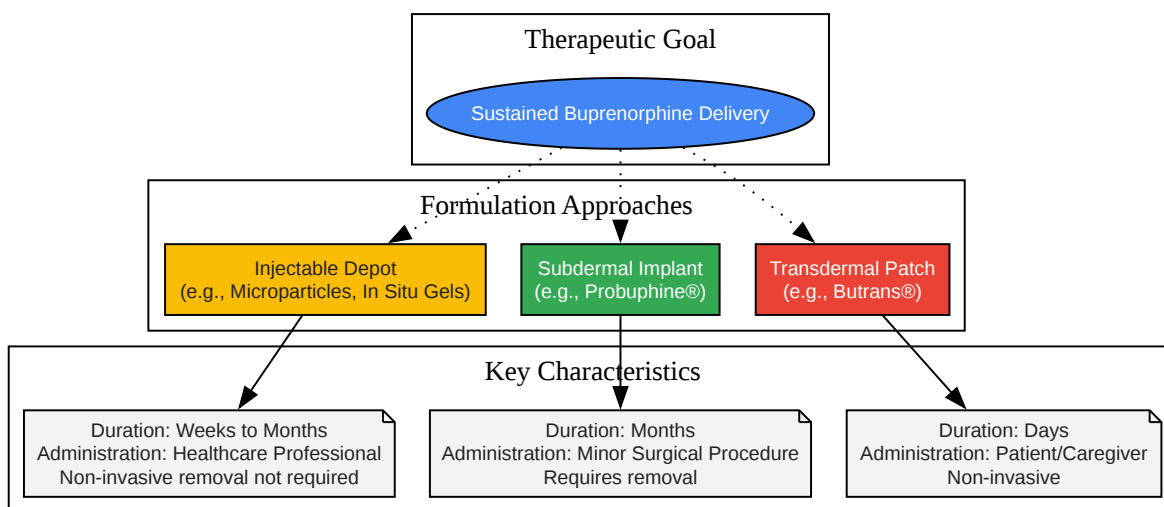 Therapeutic Goal
Sustained Buprenorphine Delivery
Formulation Approaches
Injectable Depot
(e.g., Microparticles, In Situ Gels)
Subdermal Implant
(e.g., Probuphine®)
Transdermal Patch
(e.g., Butrans®)
Key Characteristics
Duration: Weeks to Months
Administration: Healthcare Professional
Non-invasive removal not required
Duration: Months
Administration: Minor Surgical Procedure
Requires removal
Duration: Days
Administration: Patient/Caregiver
Non-invasive